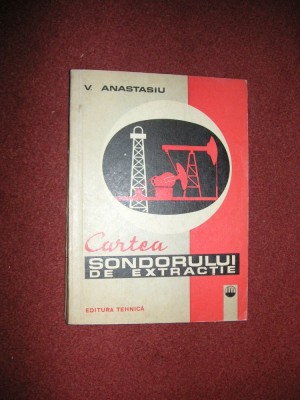 V. ANASTASIU
Cartea
SONDORULUI
DE EXTRACTIE
EDITURA TEHNICĂ